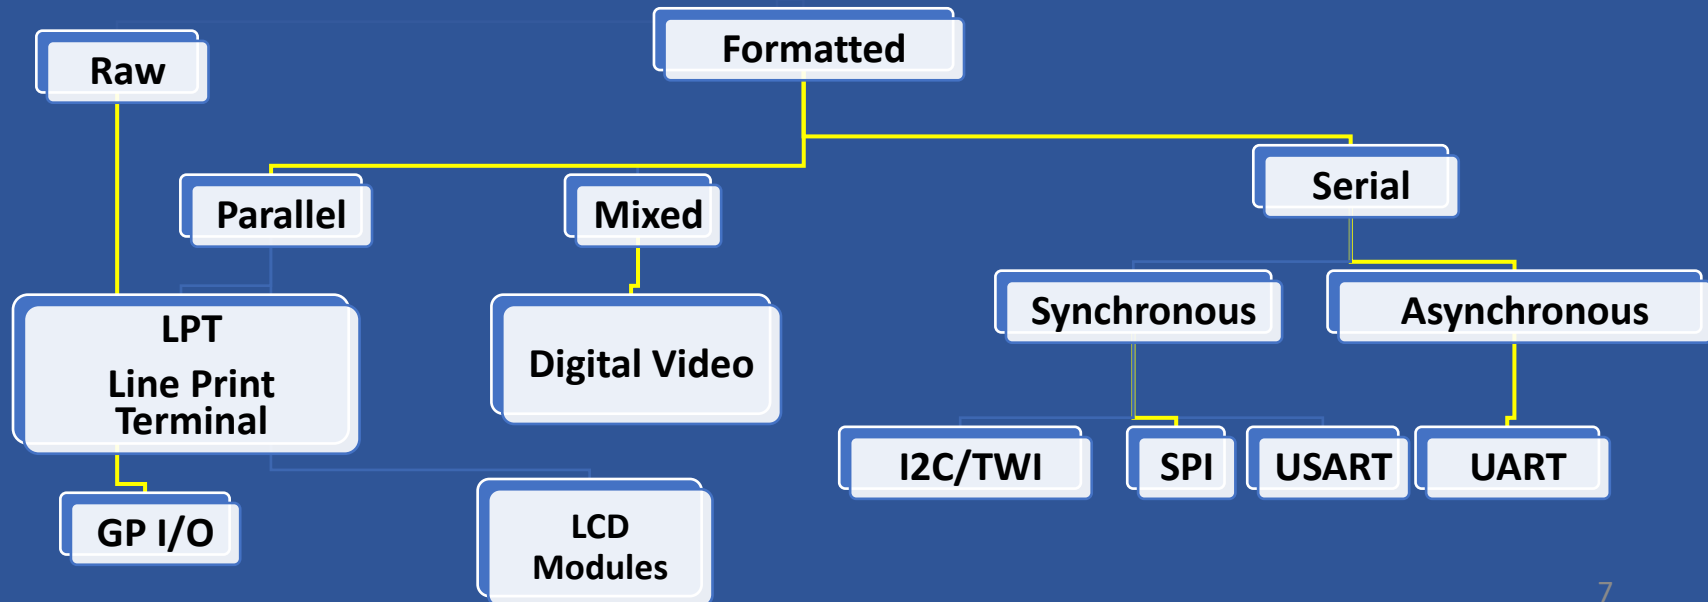 Raw
Formatted
Parallel
Mixed
Serial
LPT
Line Print
Terminal
Digital Video
Synchronous
Asynchronous
I2C/TWI
SPI
USART
UART
GP I/O
LCD
Modules
7